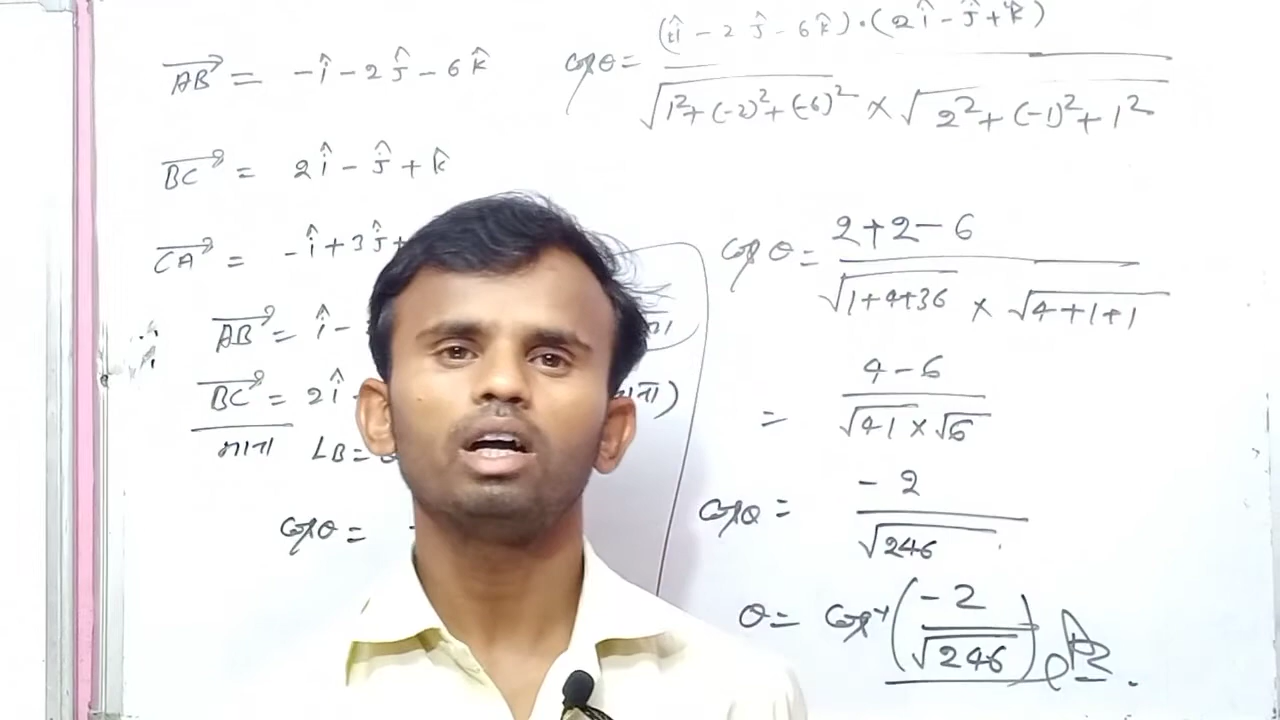 AB = -î - 2ĵ - 6k̂
BC = 2î - ĵ + k̂
CA = -î + 3ĵ +
∴ AB = î -
BC = 2î -
माना ∠B =
cosθ =
cosθ = (î - 2ĵ - 6k̂)·(2î - ĵ + k̂)
√1²+(-2)²+(-6)² × √2²+(-1)²+1²
cosθ = 2+2-6
√1+4+36 × √4+1+1
= 4-6
√41 × √6
cosθ = -2
√246
θ = cos⁻¹(-2/√246)